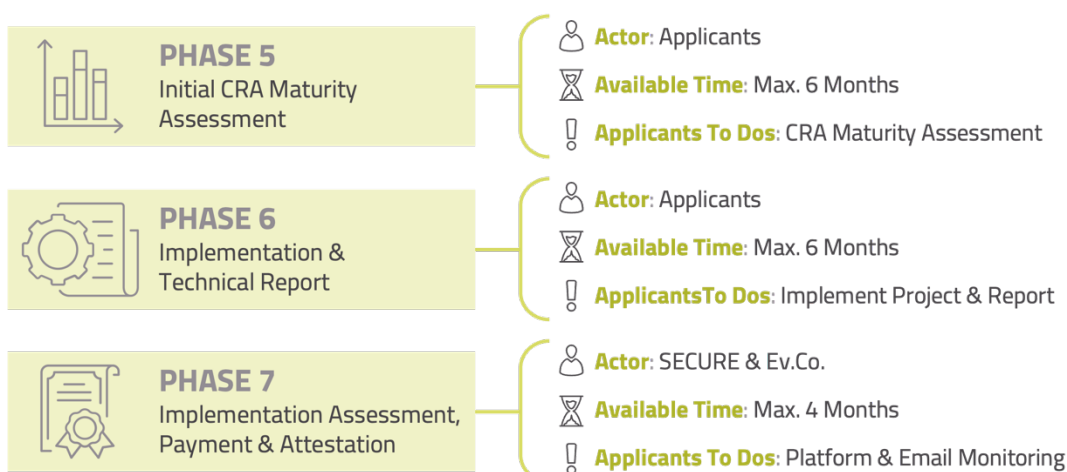 PHASE 5
Initial CRA Maturity
Assessment
Actor: Applicants
Available Time: Max. 6 Months
Applicants To Dos: CRA Maturity Assessment
PHASE 6
Implementation &
Technical Report
Actor: Applicants
Available Time: Max. 6 Months
ApplicantsTo Dos: Implement Project & Report
PHASE 7
Implementation Assessment,
Payment & Attestation
Actor: SECURE & Ev.Co.
Available Time: Max. 4 Months
Applicants To Dos: Platform & Email Monitoring